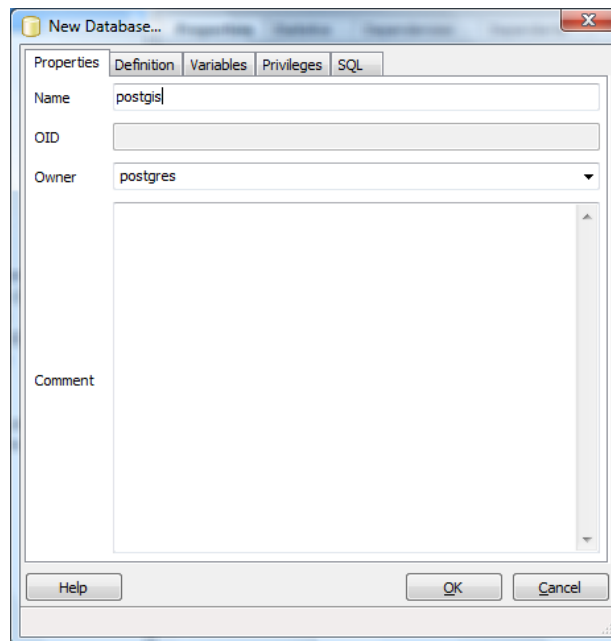 New Database...
Properties Definition Variables Privileges SQL
Name postgis
OID
Owner postgres
Comment
Help OK Cancel